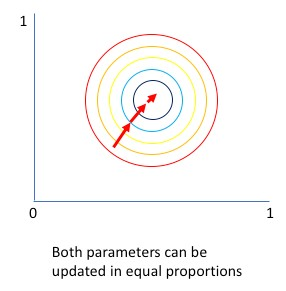 1
0
1
Both parameters can be
updated in equal proportions